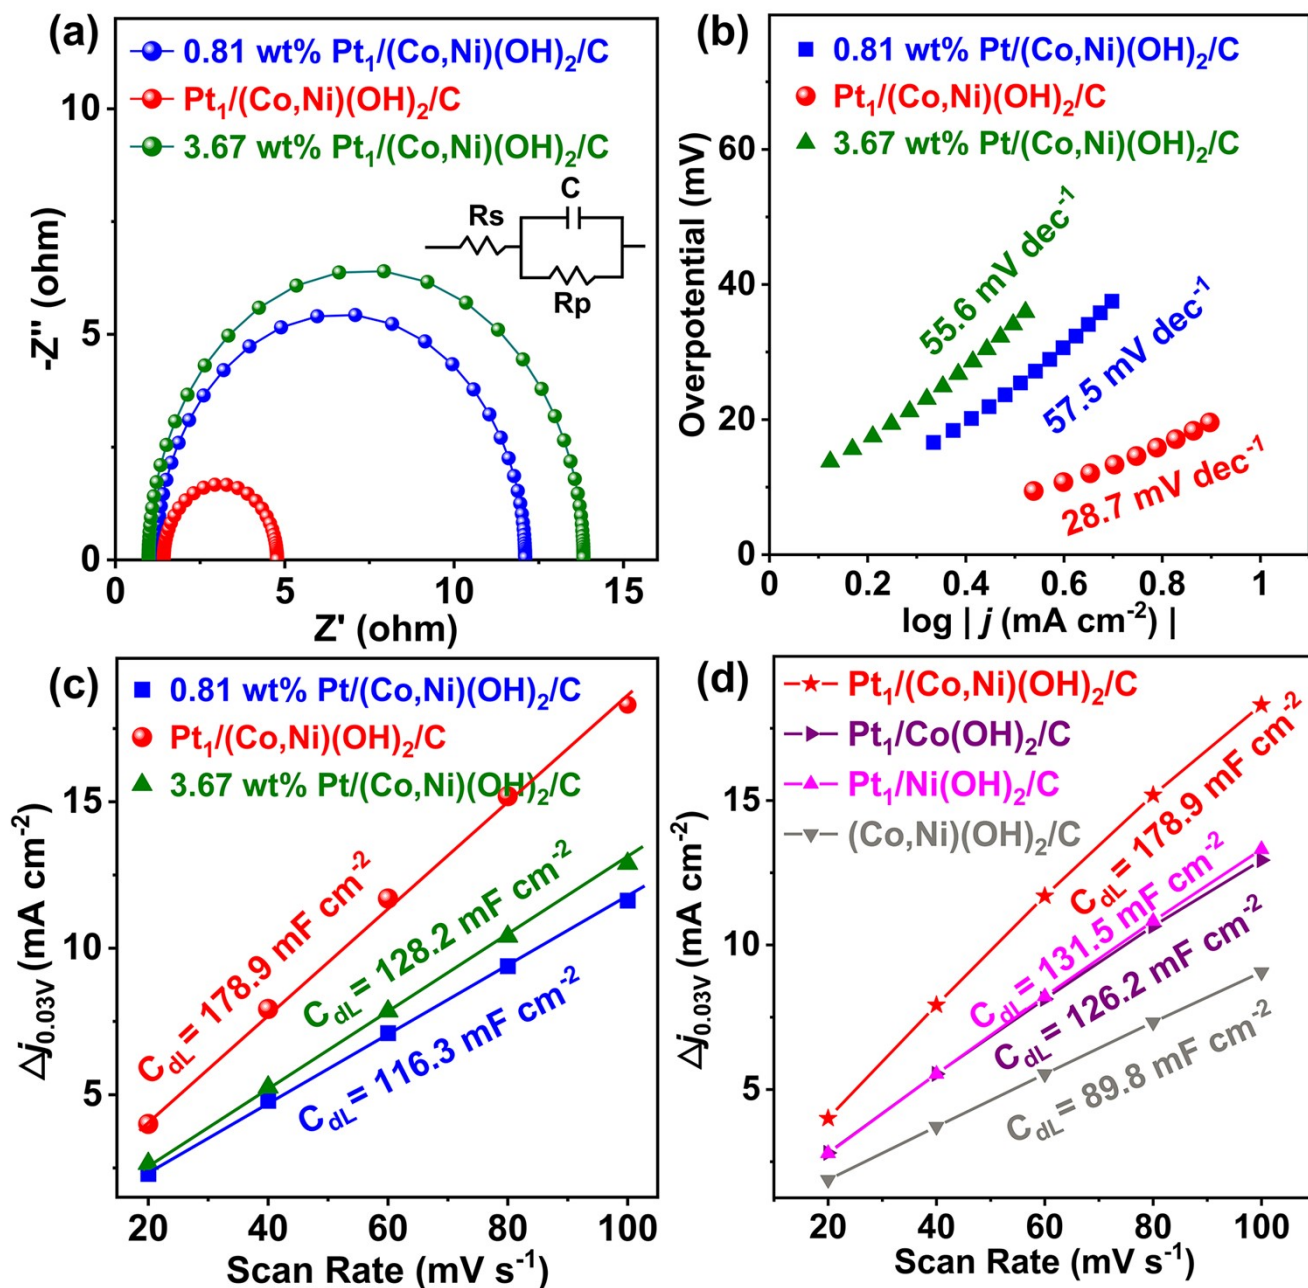 (a)
0.81 wt% Pt₁/(Co,Ni)(OH)₂/C
Pt₁/(Co,Ni)(OH)₂/C
3.67 wt% Pt₁/(Co,Ni)(OH)₂/C
10
5
0
-Z" (ohm)
C
Rs
Rp
0 5 10 15
Z' (ohm)
(b)
0.81 wt% Pt/(Co,Ni)(OH)₂/C
Pt₁/(Co,Ni)(OH)₂/C
3.67 wt% Pt/(Co,Ni)(OH)₂/C
60
40
20
0
Overpotential (mV)
55.6 mV dec⁻¹
57.5 mV dec⁻¹
28.7 mV dec⁻¹
0 0.2 0.4 0.6 0.8 1
log | j (mA cm⁻²) |
(c)
0.81 wt% Pt/(Co,Ni)(OH)₂/C
Pt₁/(Co,Ni)(OH)₂/C
3.67 wt% Pt/(Co,Ni)(OH)₂/C
15
10
5
Δj₀.₀₃ᵥ (mA cm⁻²)
C_dL = 178.9 mF cm⁻²
C_dL = 128.2 mF cm⁻²
C_dL = 116.3 mF cm⁻²
20 40 60 80 100
Scan Rate (mV s⁻¹)
(d)
Pt₁/(Co,Ni)(OH)₂/C
Pt₁/Co(OH)₂/C
Pt₁/Ni(OH)₂/C
(Co,Ni)(OH)₂/C
15
10
5
Δj₀.₀₃ᵥ (mA cm⁻²)
C_dL = 178.9 mF cm⁻²
C_dL = 131.5 mF cm⁻²
C_dL = 126.2 mF cm⁻²
C_dL = 89.8 mF cm⁻²
20 40 60 80 100
Scan Rate (mV s⁻¹)